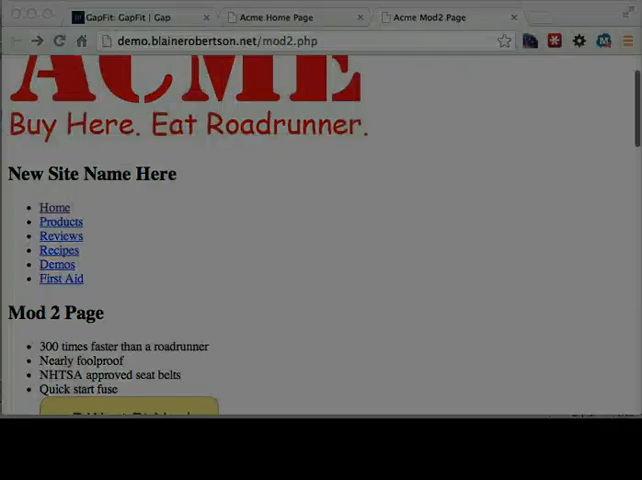 GapFit: GapFit | Gap
Acme Home Page
Acme Mod2 Page
demo.blainerobertson.net/mod2.php
ACME
Buy Here. Eat Roadrunner.
New Site Name Here
Home
Products
Reviews
Recipes
Demos
First Aid
Mod 2 Page
300 times faster than a roadrunner
Nearly foolproof
NHTSA approved seat belts
Quick start fuse